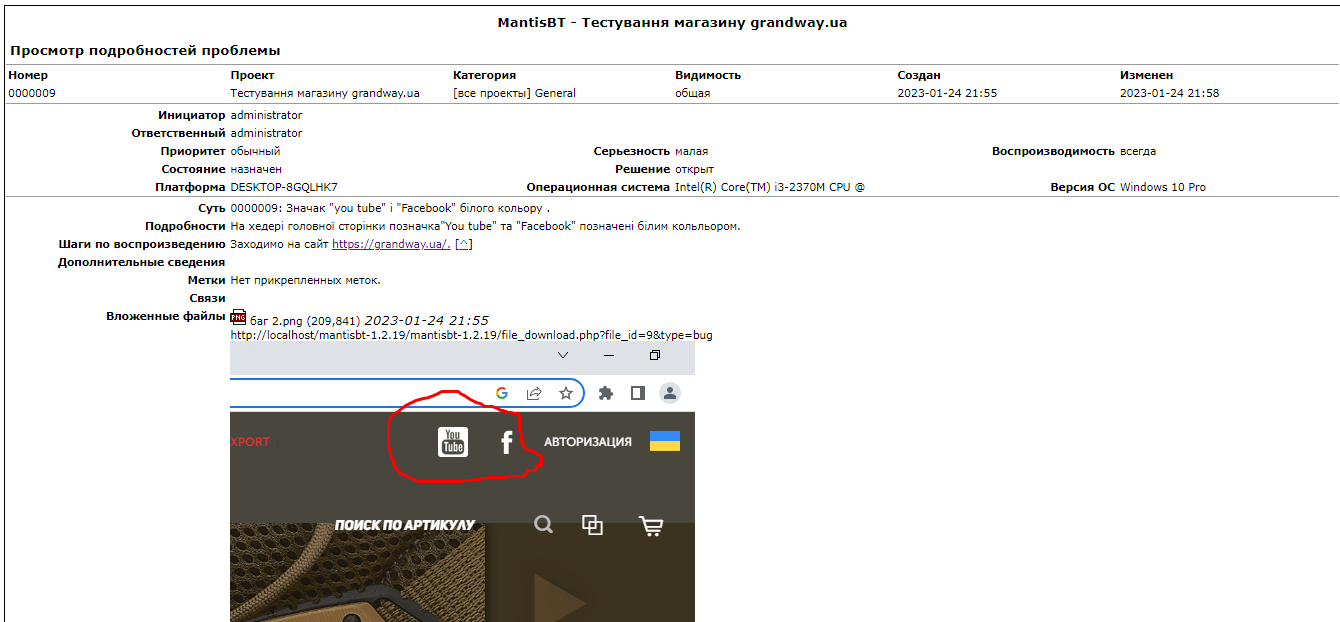 MantisBT - Тестування магазину grandway.ua
Просмотр подробностей проблемы
Номер Проект Категория Видимость Создан Изменен
0000009 Тестування магазину grandway.ua [все проекты] General общая 2023-01-24 21:55 2023-01-24 21:58
Инициатор administrator
Ответственный administrator
Приоритет обычный Серьезность малая Воспроизводимость всегда
Состояние назначен Решение открыт
Платформа DESKTOP-8GQLHK7 Операционная система Intel(R) Core(TM) i3-2370M CPU @ Версия ОС Windows 10 Pro
Суть 0000009: Значак "you tube" і "Facebook" білого кольору .
Подробности На хедері головної сторінки позначка"You tube" та "Facebook" позначені білим кольльором.
Шаги по воспроизведению Заходимо на сайт https://grandway.ua/. [^]
Дополнительные сведения
Метки Нет прикрепленных меток.
Связи
Вложенные файлы PNG баг 2.png (209,841) 2023-01-24 21:55
http://localhost/mantisbt-1.2.19/mantisbt-1.2.19/file_download.php?file_id=9&type=bug
G
XPORT You Tube f АВТОРИЗАЦИЯ
ПОИСК ПО АРТИКУЛУ